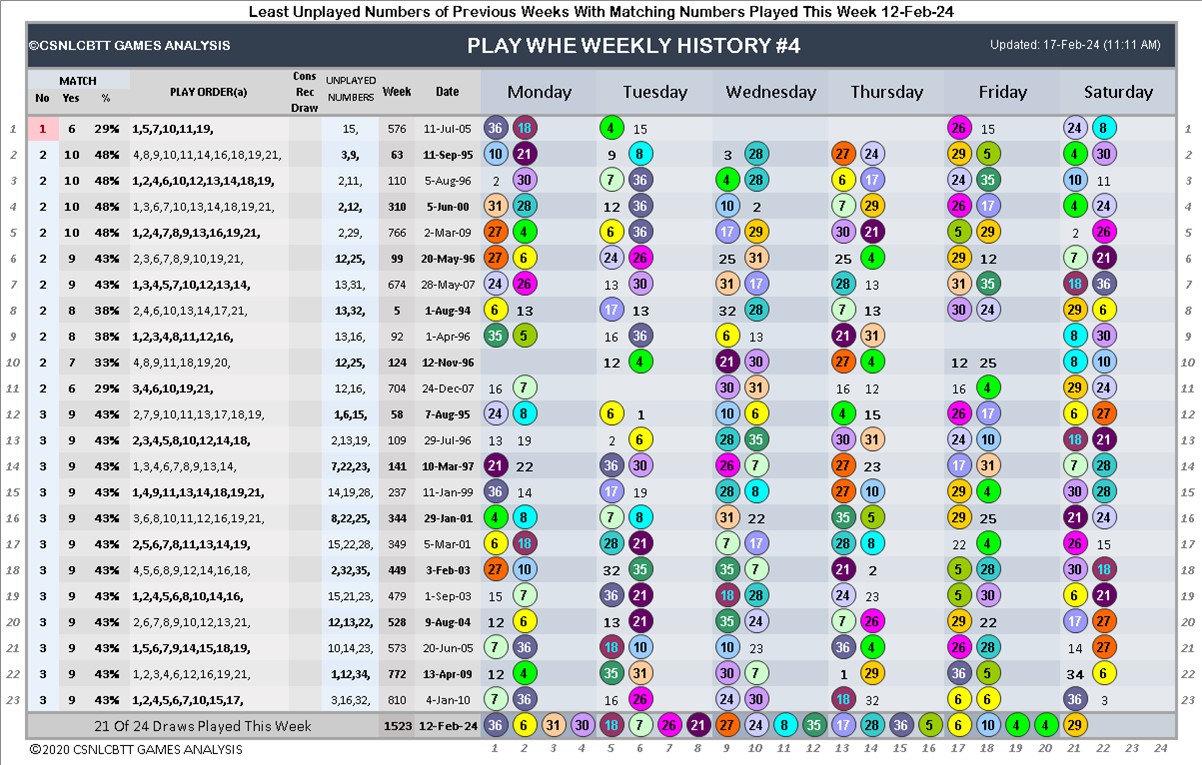 Least Unplayed Numbers of Previous Weeks With Matching Numbers Played This Week 12-Feb-24
©CSNLCBTT GAMES ANALYSIS PLAY WHE WEEKLY HISTORY #4 Updated: 17-Feb-24 (11:11 AM)
MATCH Cons UNPLAYED
No Yes % PLAY ORDER(a) Rec NUMBERS Week Date Monday Tuesday Wednesday Thursday Friday Saturday
Draw
1 1 6 29% 1,5,7,10,11,19, 15, 576 11-Jul-05 36 18 4 15 26 15 24 8 1
2 2 10 48% 4,8,9,10,11,14,16,18,19,21, 3,9, 63 11-Sep-95 10 21 9 8 3 28 27 24 29 5 4 30 2
3 2 10 48% 1,2,4,6,10,12,13,14,18,19, 2,11, 110 5-Aug-96 2 30 7 36 4 28 6 17 24 35 10 11 3
4 2 10 48% 1,3,6,7,10,13,14,18,19,21, 2,12, 310 5-Jun-00 31 28 12 36 10 2 7 29 26 17 4 24 4
5 2 10 48% 1,2,4,7,8,9,13,16,19,21, 2,29, 766 2-Mar-09 27 4 6 36 17 29 30 21 5 29 2 26 5
6 2 9 43% 2,3,6,7,8,9,10,19,21, 12,25, 99 20-May-96 27 6 24 26 25 31 25 4 29 12 7 21 6
7 2 9 43% 1,3,4,5,7,10,12,13,14, 13,31, 674 28-May-07 24 26 13 30 31 17 28 13 31 35 18 36 7
8 2 8 38% 2,4,6,10,13,14,17,21, 13,32, 5 1-Aug-94 6 13 17 13 32 28 7 13 30 24 29 6 8
9 2 8 38% 1,2,3,4,8,11,12,16, 13,16, 92 1-Apr-96 35 5 16 36 6 13 21 31 8 30 9
10 2 7 33% 4,8,9,11,18,19,20, 12,25, 124 12-Nov-96 12 4 21 30 27 4 12 25 8 10 10
11 2 6 29% 3,4,6,10,19,21, 12,16, 704 24-Dec-07 16 7 30 31 16 12 16 4 29 24 11
12 3 9 43% 2,7,9,10,11,13,17,18,19, 1,6,15, 58 7-Aug-95 24 8 6 1 10 6 4 15 26 17 6 27 12
13 3 9 43% 2,3,4,5,8,10,12,14,18, 2,13,19, 109 29-Jul-96 13 19 2 6 28 35 30 31 24 10 18 21 13
14 3 9 43% 1,3,4,6,7,8,9,13,14, 7,22,23, 141 10-Mar-97 21 22 36 30 26 7 27 23 17 31 7 28 14
15 3 9 43% 1,4,9,11,13,14,18,19,21, 14,19,28, 237 11-Jan-99 36 14 17 19 28 8 27 10 29 4 30 28 15
16 3 9 43% 3,6,8,10,11,12,16,19,21, 8,22,25, 344 29-Jan-01 4 8 7 8 31 22 35 5 29 25 21 24 16
17 3 9 43% 2,5,6,7,8,11,13,14,19, 15,22,28, 349 5-Mar-01 6 18 28 21 7 17 28 8 22 4 26 15 17
18 3 9 43% 4,5,6,8,9,12,14,16,18, 2,32,35, 449 3-Feb-03 27 10 32 35 35 7 21 2 5 28 30 18 18
19 3 9 43% 1,2,4,5,6,8,10,14,16, 15,21,23, 479 1-Sep-03 15 7 36 21 18 28 24 23 5 30 6 21 19
20 3 9 43% 2,6,7,8,9,10,12,13,21, 12,13,22, 528 9-Aug-04 12 6 13 21 35 24 7 26 29 22 17 27 20
21 3 9 43% 1,5,6,7,9,14,15,18,19, 10,14,23, 573 20-Jun-05 7 36 18 10 10 23 36 4 26 28 14 27 21
22 3 9 43% 1,2,3,4,6,12,16,19,21, 1,12,34, 772 13-Apr-09 12 4 35 31 30 7 1 29 36 5 34 6 22
23 3 9 43% 1,2,4,5,6,7,10,15,17, 3,16,32, 810 4-Jan-10 7 36 16 26 24 30 18 32 6 6 36 3 23
21 Of 24 Draws Played This Week 1523 12-Feb-24 36 6 31 30 18 7 26 21 27 24 8 35 17 28 36 5 6 10 4 4 29
©2020 CSNLCBTT GAMES ANALYSIS 1 2 3 4 5 6 7 8 9 10 11 12 13 14 15 16 17 18 19 20 21 22 23 24